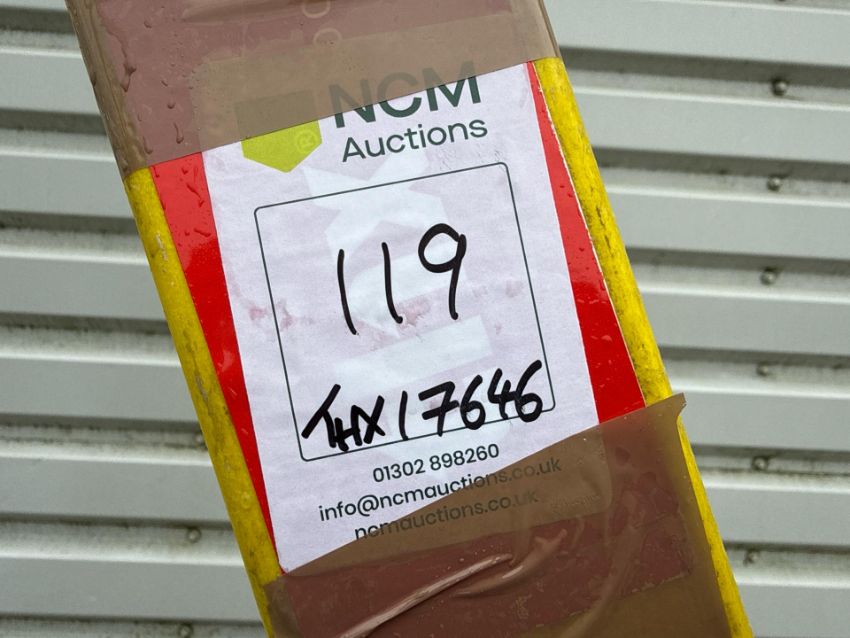 NCM
Auctions
119
THX17646
01302 898260
info@ncmauctions.co.uk
ncmauctions.co.uk